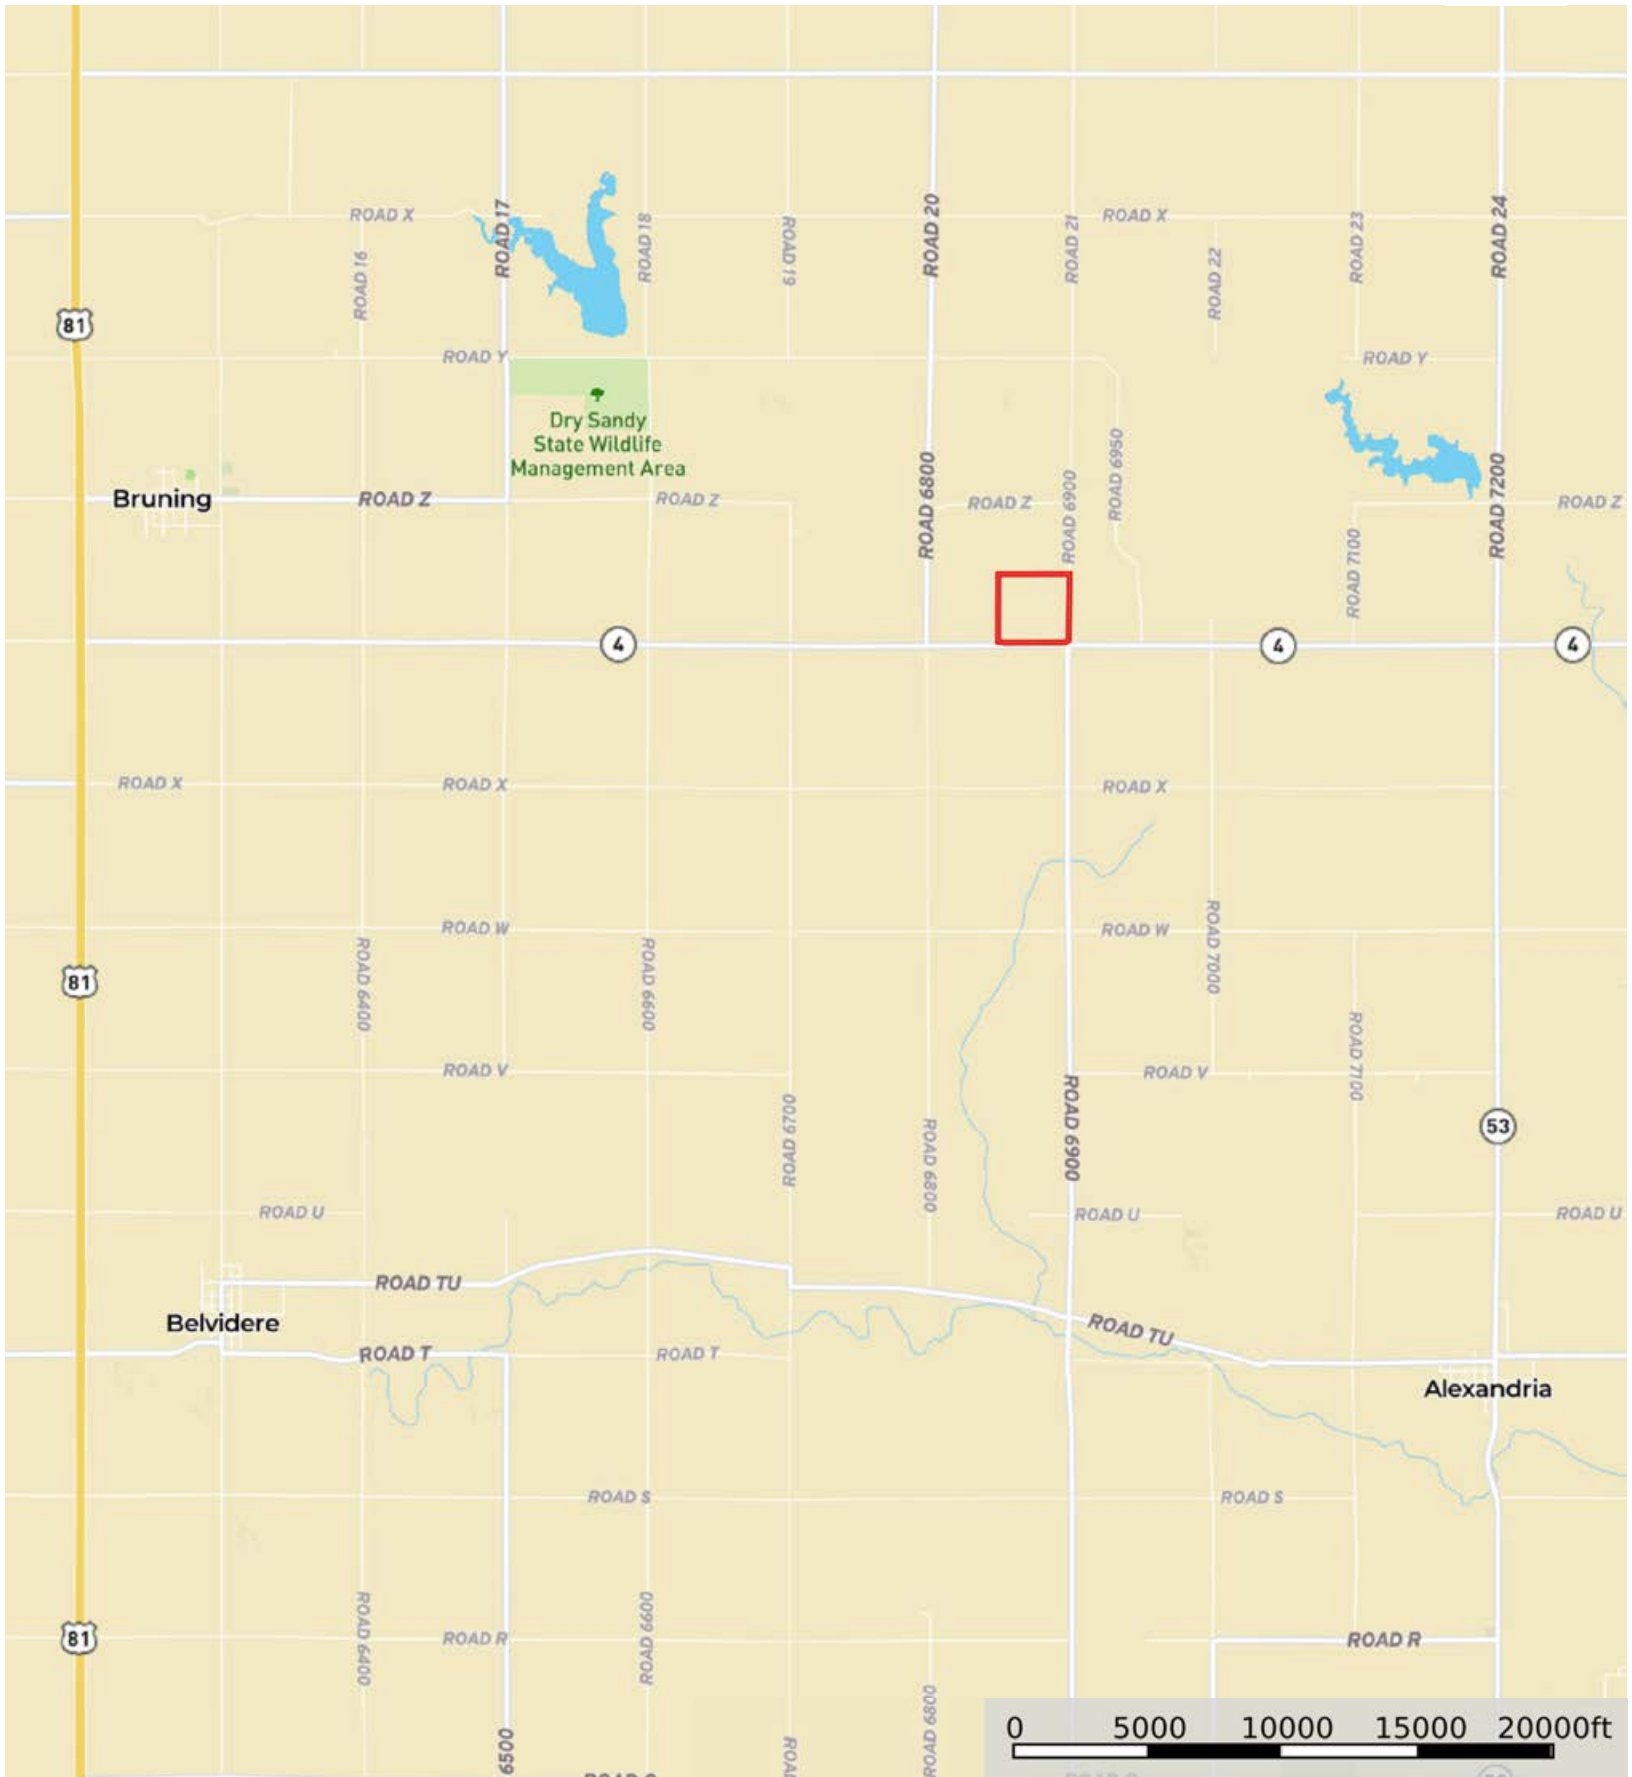 ROAD X
ROAD 17
ROAD 18
ROAD 19
ROAD 20
ROAD 21
ROAD X
ROAD 22
ROAD 23
ROAD 24
ROAD 16
81
ROAD Y
ROAD Y
Dry Sandy
State Wildlife
Management Area
Bruning
ROAD Z
ROAD Z
ROAD 6800
ROAD Z
ROAD 6900
ROAD 6950
ROAD 7100
ROAD 7200
ROAD Z
4
4
4
ROAD X
ROAD X
ROAD X
ROAD W
ROAD W
ROAD 7000
81
ROAD 6400
ROAD 6600
ROAD V
ROAD V
ROAD 7100
ROAD 6700
ROAD 6800
ROAD 6900
53
ROAD U
ROAD U
ROAD U
ROAD TU
Belvidere
ROAD TU
ROAD T
ROAD T
Alexandria
ROAD S
ROAD S
81
ROAD 6400
ROAD R
ROAD 6600
ROAD R
6500
ROAD 6800
0 5000 10000 15000 20000ft